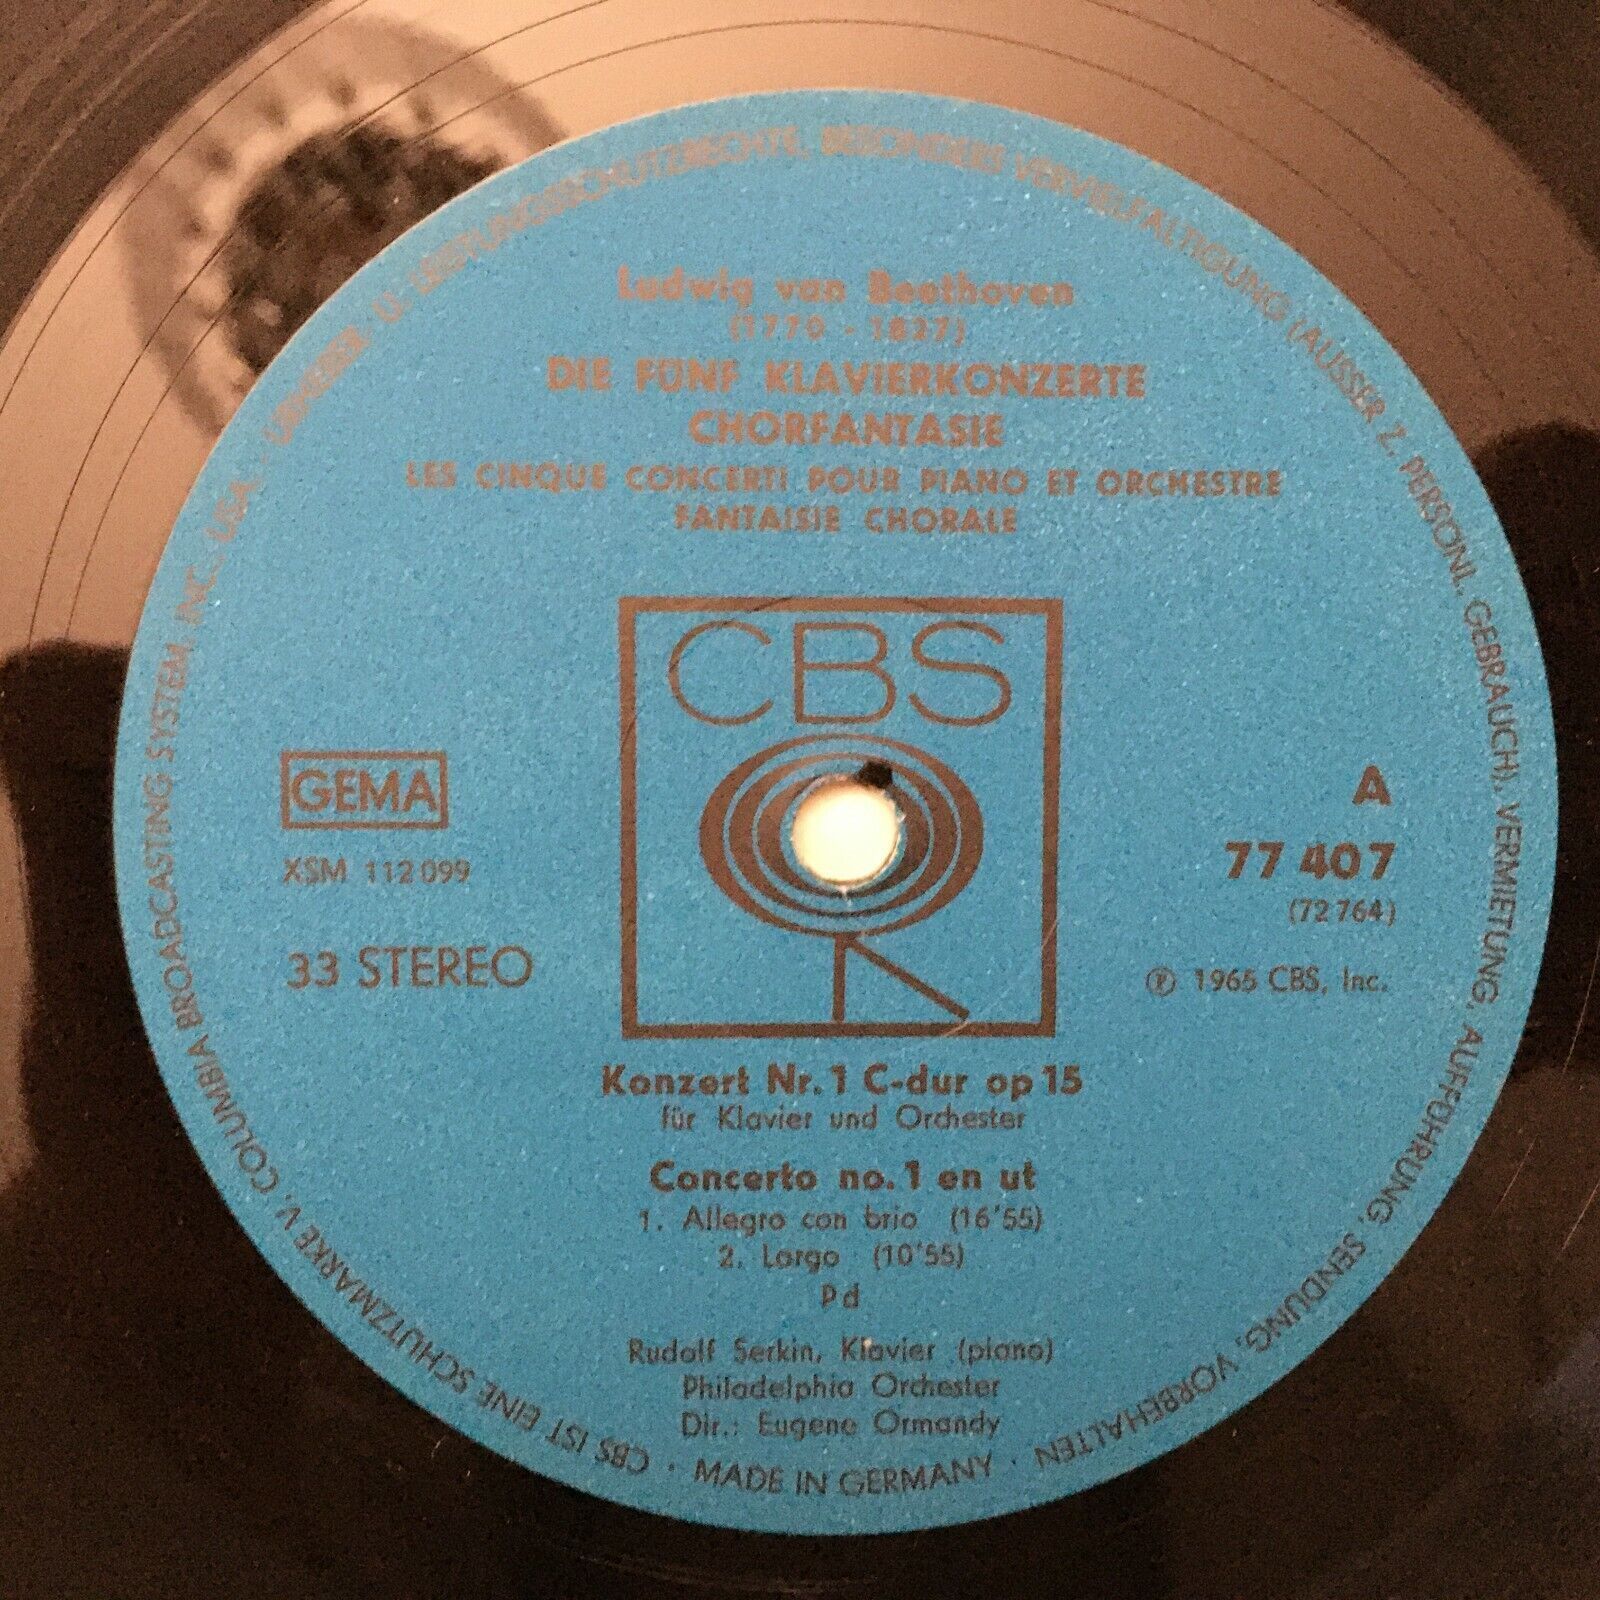 Ludwig van Beethoven
(1770 - 1827)
DIE FÜNF KLAVIERKONZERTE
CHORFANTASIE
LES CINQUE CONCERTI POUR PIANO ET ORCHESTRE
FANTAISIE CHORALE
CBS
GEMA
XSM 112 099
33 STEREO
A
77 407
(72 764)
℗ 1965 CBS, Inc.
Konzert Nr. 1 C-dur op 15
für Klavier und Orchester
Concerto no. 1 en ut
1. Allegro con brio (16'55)
2. Largo (10'55)
Pd
Rudolf Serkin, Klavier (piano)
Philadelphia Orchester
Dir.: Eugene Ormandy
CBS IST EINE SCHUTZMARKE V. COLUMBIA BROADCASTING SYSTEM, INC., USA. - URHEBER- U. LEISTUNGSSCHUTZRECHTE, BESONDERS VERVIELFÄLTIGUNG (AUSSER Z. PERSÖNL. GEBRAUCH), VERMIETUNG, AUFFÜHRUNG, SENDUNG, VORBEHALTEN · MADE IN GERMANY ·